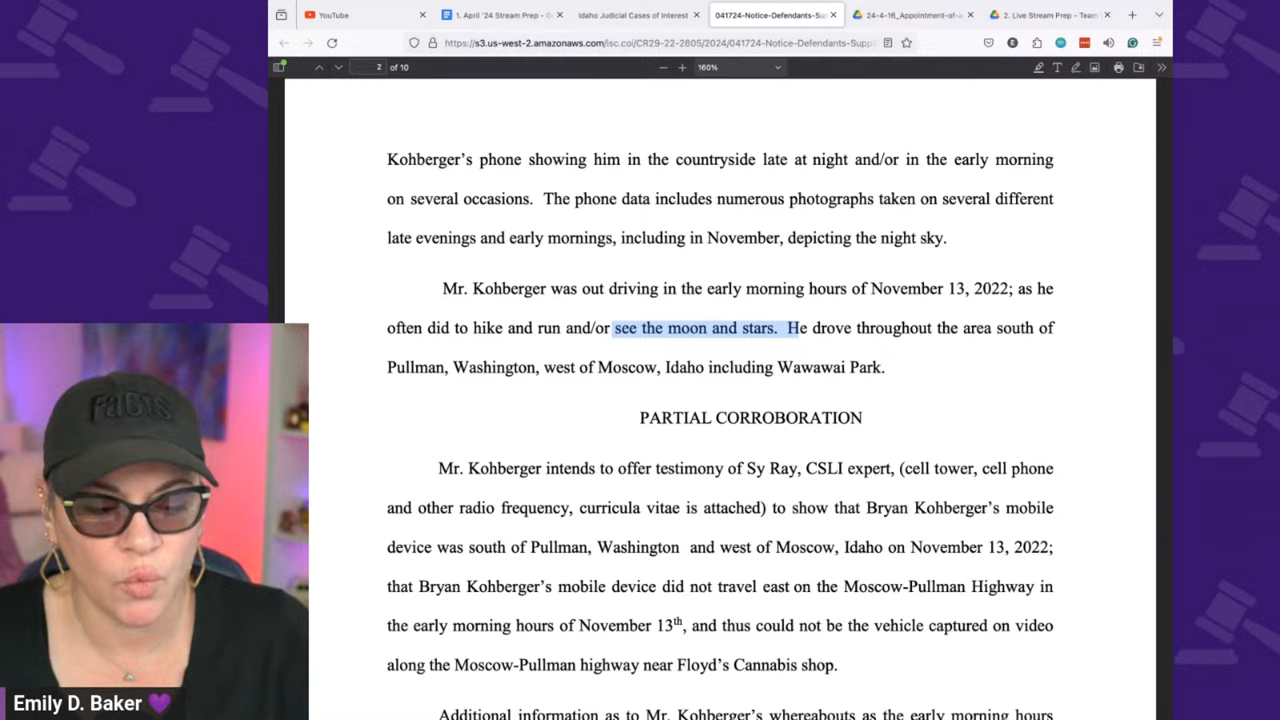 YouTube
1. April '24 Stream Prep - G
Idaho Judicial Cases of Interest
041724-Notice-Defendants-Sup
24-4-16_Appointment-of-a
2. Live Stream Prep - Team
https://s3.us-west-2.amazonaws.com/isc.coi/CR29-22-2805/2024/041724-Notice-Defendants-Suppl
2 of 10
160%
Kohberger's phone showing him in the countryside late at night and/or in the early morning
on several occasions. The phone data includes numerous photographs taken on several different
late evenings and early mornings, including in November, depicting the night sky.
Mr. Kohberger was out driving in the early morning hours of November 13, 2022; as he
often did to hike and run and/or see the moon and stars. He drove throughout the area south of
Pullman, Washington, west of Moscow, Idaho including Wawawai Park.
PARTIAL CORROBORATION
Mr. Kohberger intends to offer testimony of Sy Ray, CSLI expert, (cell tower, cell phone
and other radio frequency, curricula vitae is attached) to show that Bryan Kohberger's mobile
device was south of Pullman, Washington and west of Moscow, Idaho on November 13, 2022;
that Bryan Kohberger's mobile device did not travel east on the Moscow-Pullman Highway in
the early morning hours of November 13th, and thus could not be the vehicle captured on video
along the Moscow-Pullman highway near Floyd's Cannabis shop.
Additional information as to Mr. Kohberger's whereabouts as the early morning hours
FACTS
Emily D. Baker 💜